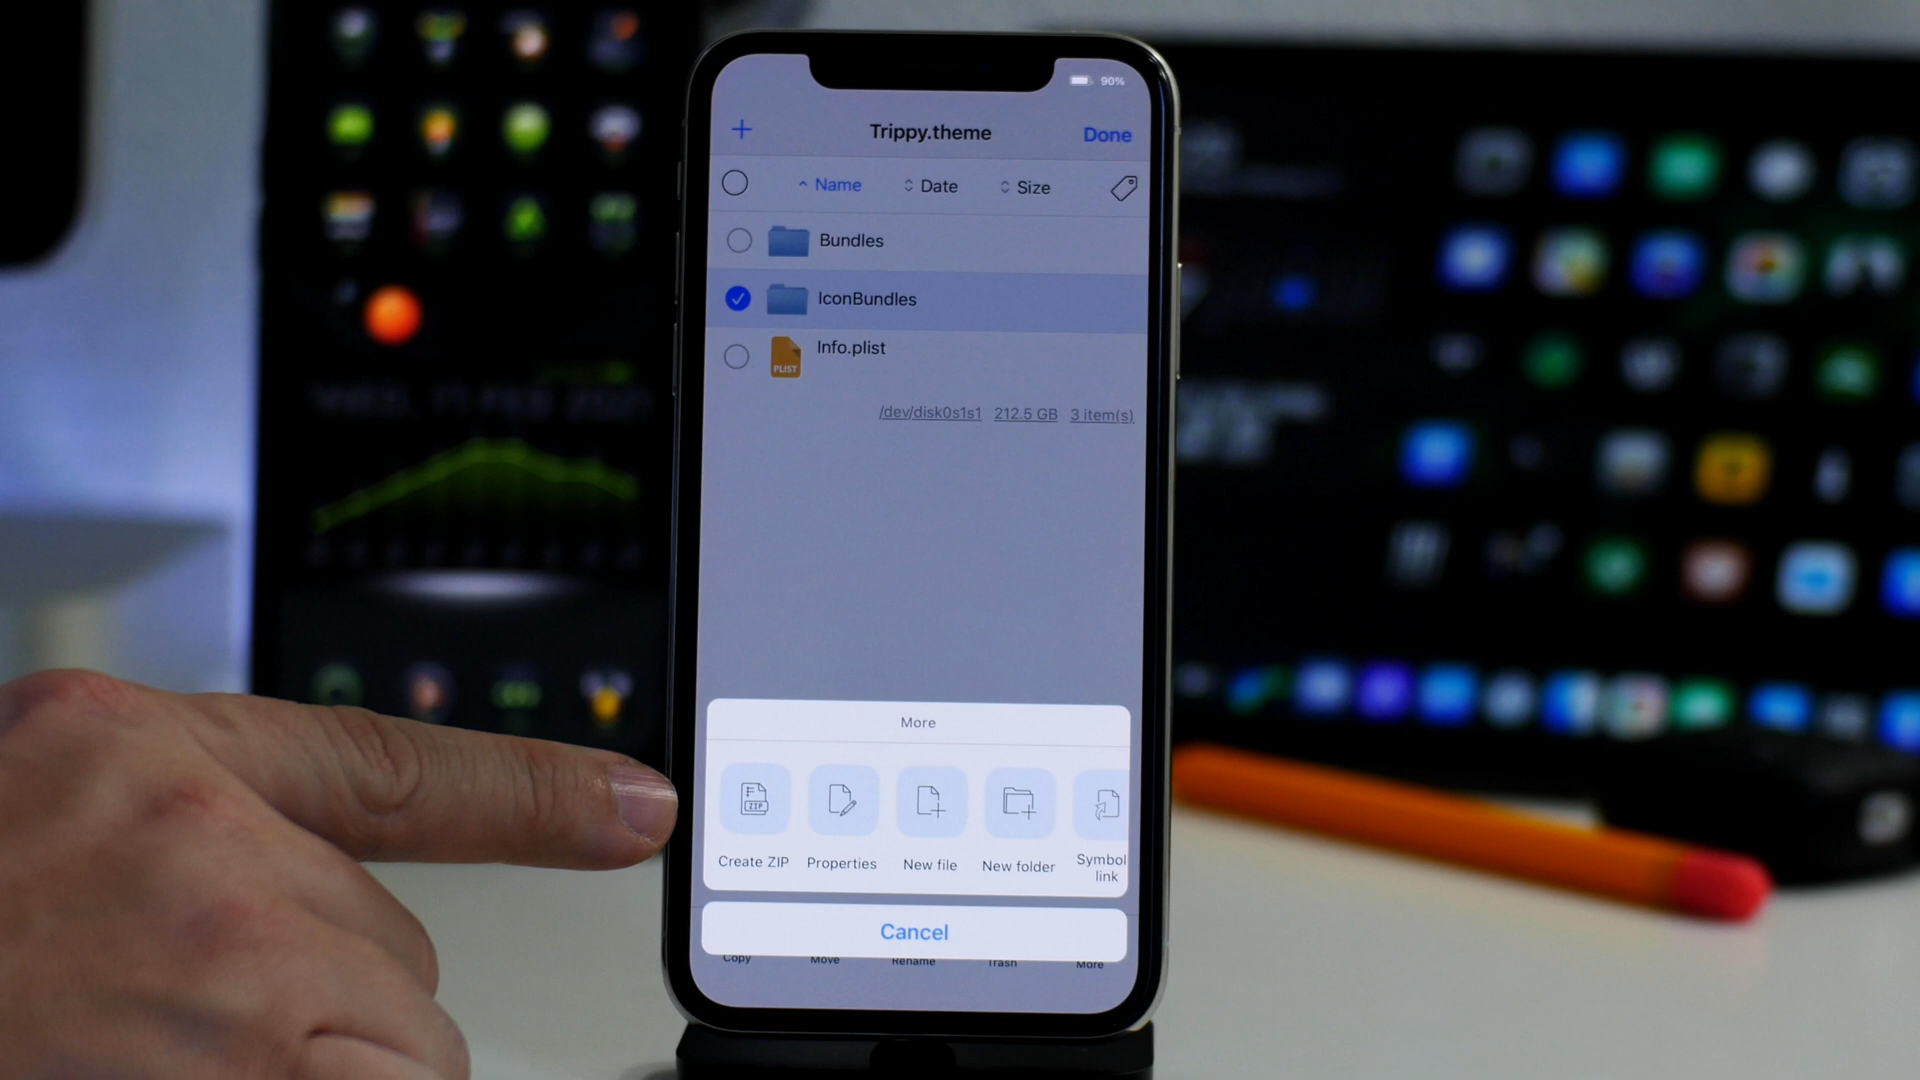 90%
+ Trippy.theme Done
Name Date Size
Bundles
IconBundles
PLIST Info.plist
/dev/disk0s1s1 212.5 GB 3 item(s)
More
ZIP
Create ZIP Properties New file New folder Symbol link
Cancel
Copy Move Rename Trash More